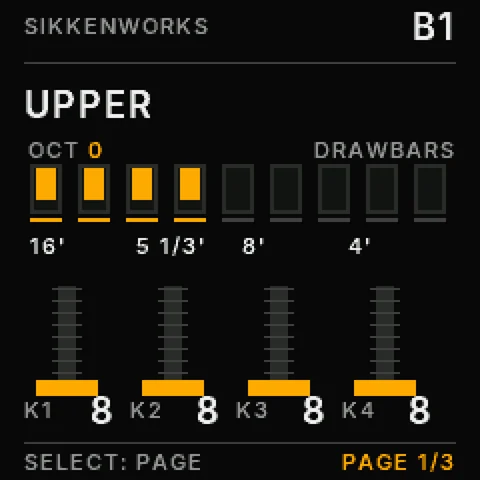 SIKKENWORKS B1
UPPER
OCT 0 DRAWBARS
16' 5 1/3' 8' 4'
K1 8 K2 8 K3 8 K4 8
SELECT: PAGE PAGE 1/3